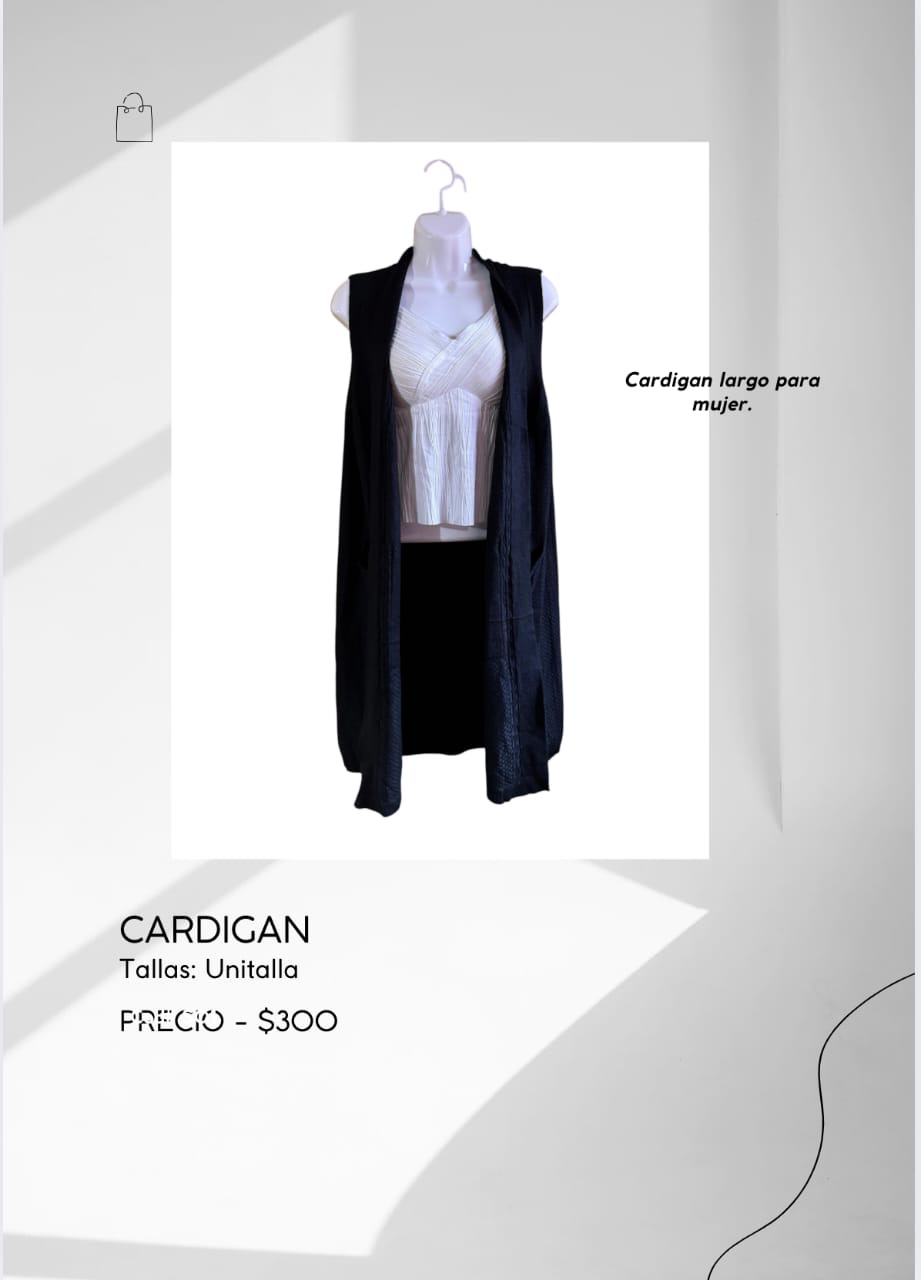 Cardigan largo para
mujer.
CARDIGAN
Tallas: Unitalla
PRECIO - $300